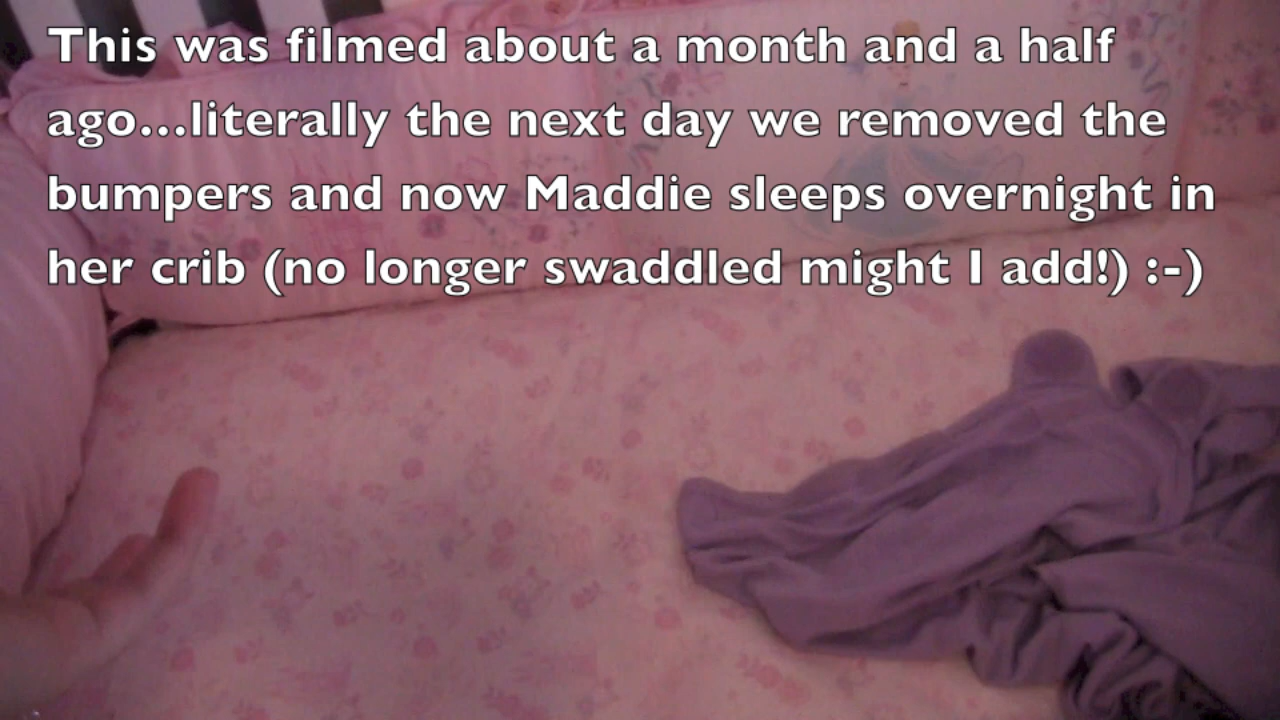 This was filmed about a month and a half
ago...literally the next day we removed the
bumpers and now Maddie sleeps overnight in
her crib (no longer swaddled might I add!) :-)